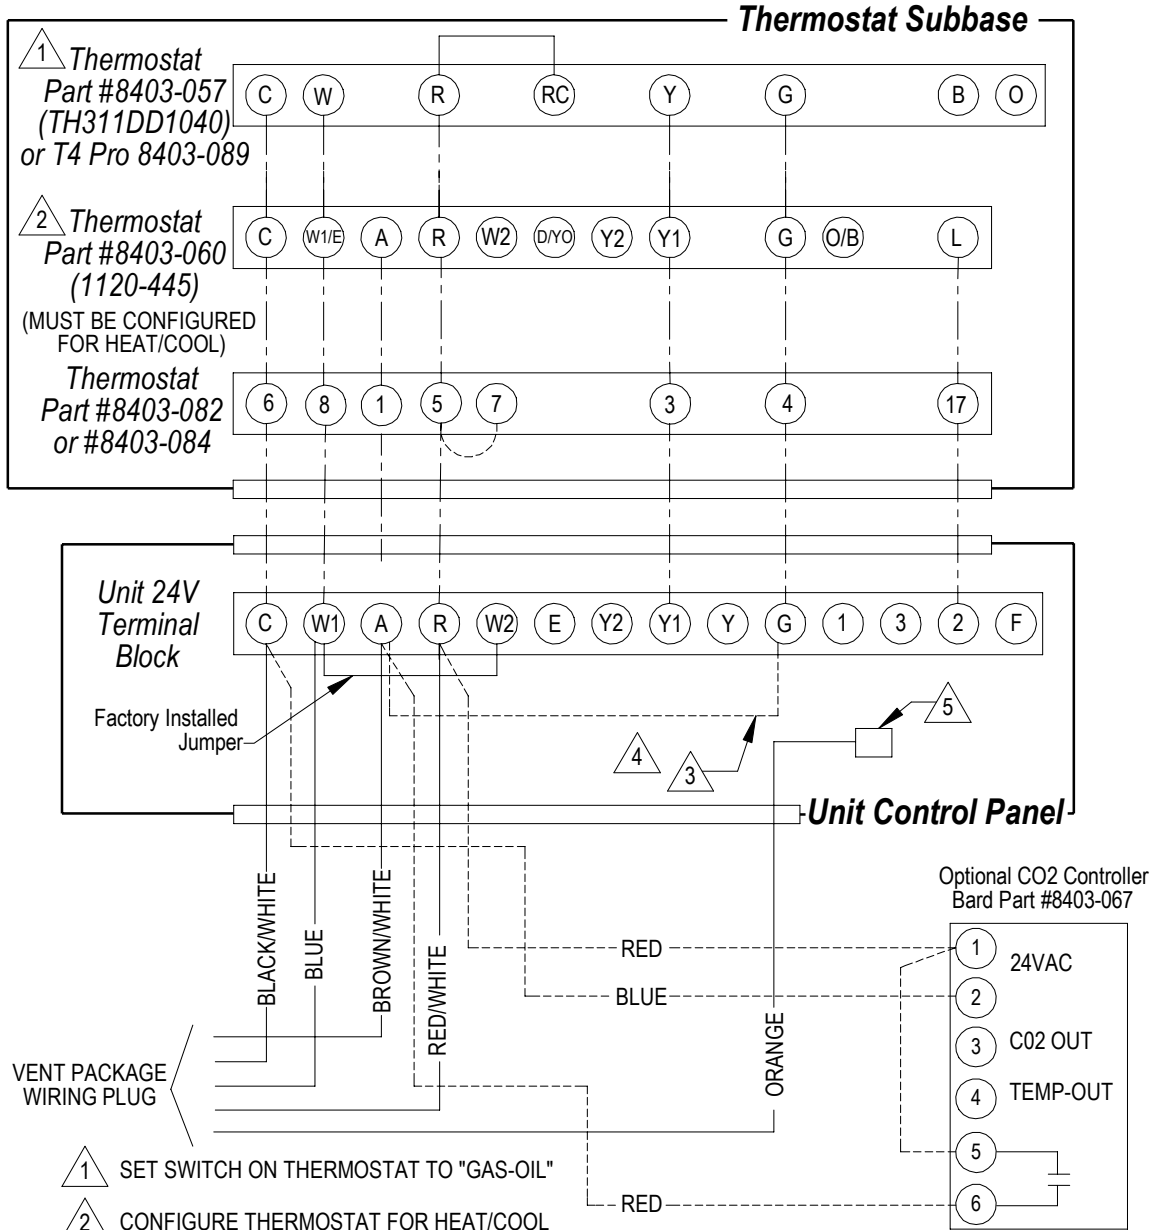 Thermostat Subbase
1 Thermostat
Part #8403-057
(TH311DD1040)
or T4 Pro 8403-089
C W R RC Y G B O
2 Thermostat
Part #8403-060
(1120-445)
(MUST BE CONFIGURED
FOR HEAT/COOL)
C W1/E A R W2 D/YO Y2 Y1 G O/B L
Thermostat
Part #8403-082
or #8403-084
6 8 1 5 7 3 4 17
Unit 24V
Terminal
Block
C W1 A R W2 E Y2 Y1 Y G 1 3 2 F
Factory Installed
Jumper
4
3
5
Unit Control Panel
BLACK/WHITE
BLUE
BROWN/WHITE
RED/WHITE
ORANGE
RED
BLUE
RED
Optional CO2 Controller
Bard Part #8403-067
1 24VAC
2
3 C02 OUT
4 TEMP-OUT
5
6
VENT PACKAGE
WIRING PLUG
1 SET SWITCH ON THERMOSTAT TO "GAS-OIL"
2 CONFIGURE THERMOSTAT FOR HEAT/COOL